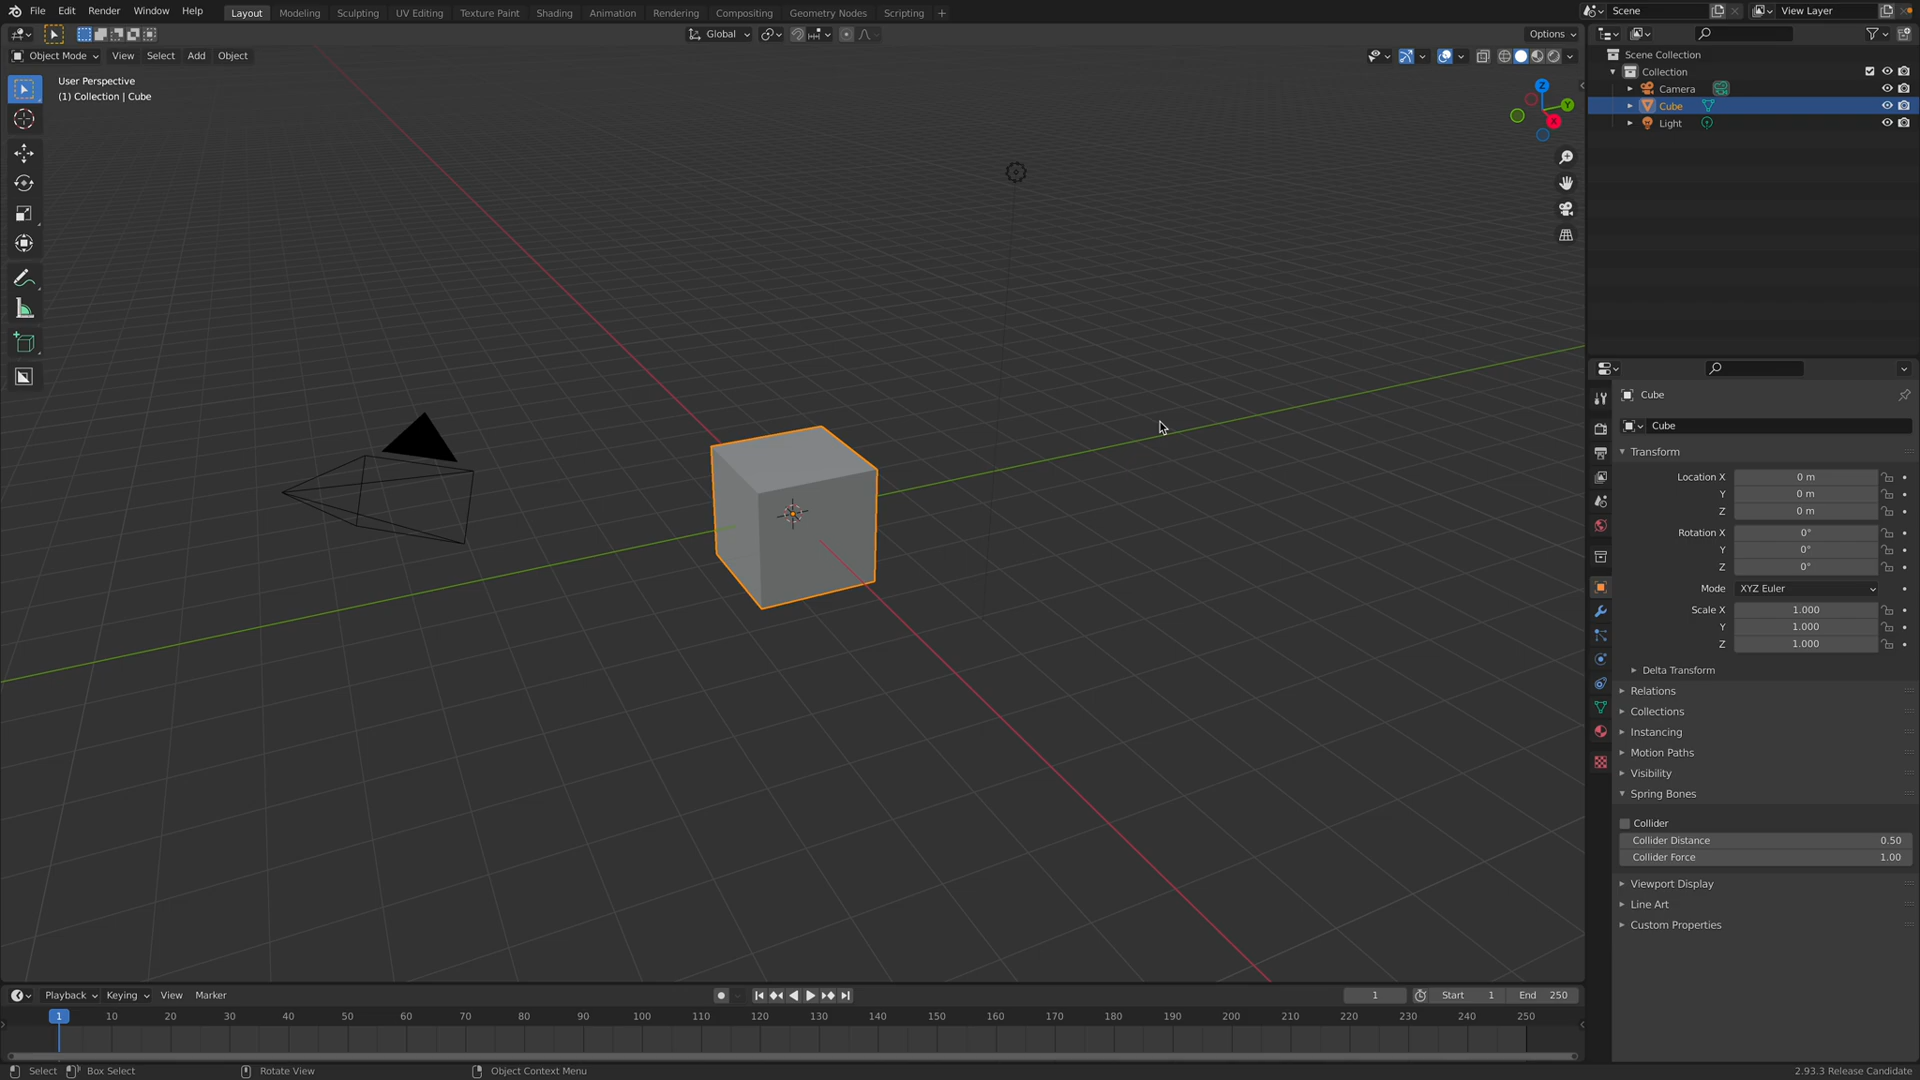 File Edit Render Window Help Layout Modeling Sculpting UV Editing Texture Paint Shading Animation Rendering Compositing Geometry Nodes Scripting + Scene View Layer
Global Options
Object Mode View Select Add Object
User Perspective
(1) Collection | Cube
Z
Y
X
Scene Collection
Collection
Camera
Cube
Light
Cube
Cube
Transform
Location X 0 m
Y 0 m
Z 0 m
Rotation X 0°
Y 0°
Z 0°
Mode XYZ Euler
Scale X 1.000
Y 1.000
Z 1.000
Delta Transform
Relations
Collections
Instancing
Motion Paths
Visibility
Spring Bones
Collider
Collider Distance 0.50
Collider Force 1.00
Viewport Display
Line Art
Custom Properties
Playback Keying View Marker 1 Start 1 End 250
1 10 20 30 40 50 60 70 80 90 100 110 120 130 140 150 160 170 180 190 200 210 220 230 240 250
Select Box Select Rotate View Object Context Menu 2.93.3 Release Candidate